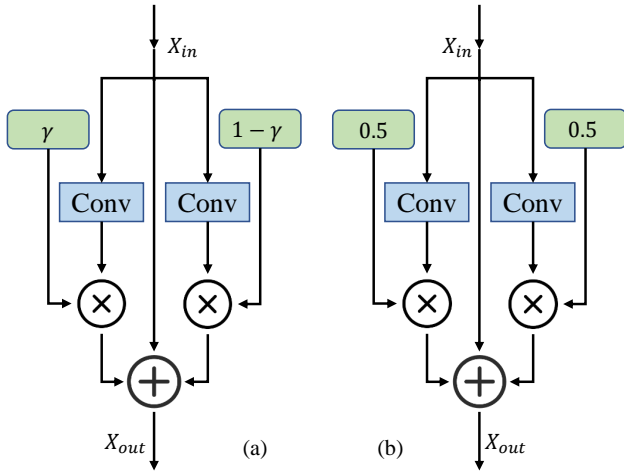 X_in X_in
γ 1 − γ 0.5 0.5
Conv Conv Conv Conv
X_out (a) (b) X_out